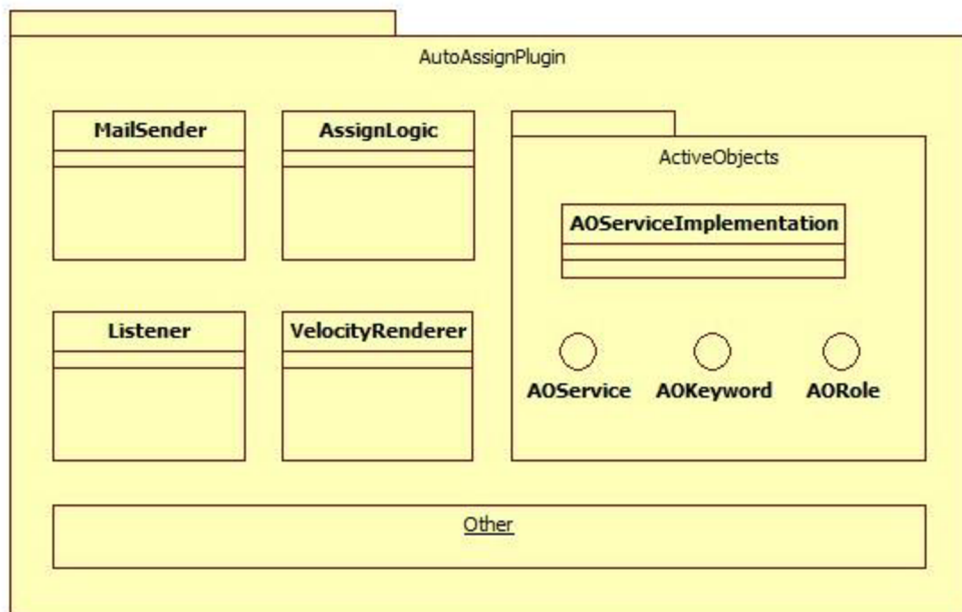 AutoAssignPlugin
MailSender
AssignLogic
ActiveObjects
AOServiceImplementation
Listener
VelocityRenderer
AOService
AOKeyword
AORole
Other